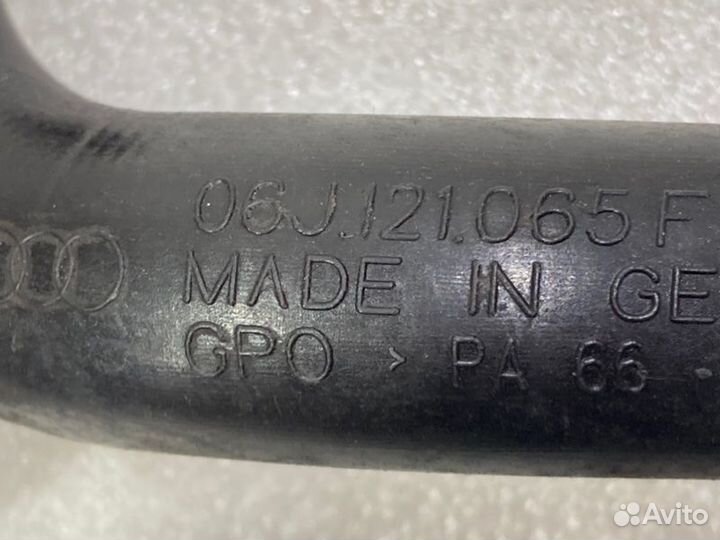 06J.121.065 F
MADE IN GE
GPO > PA 66 -
Avito